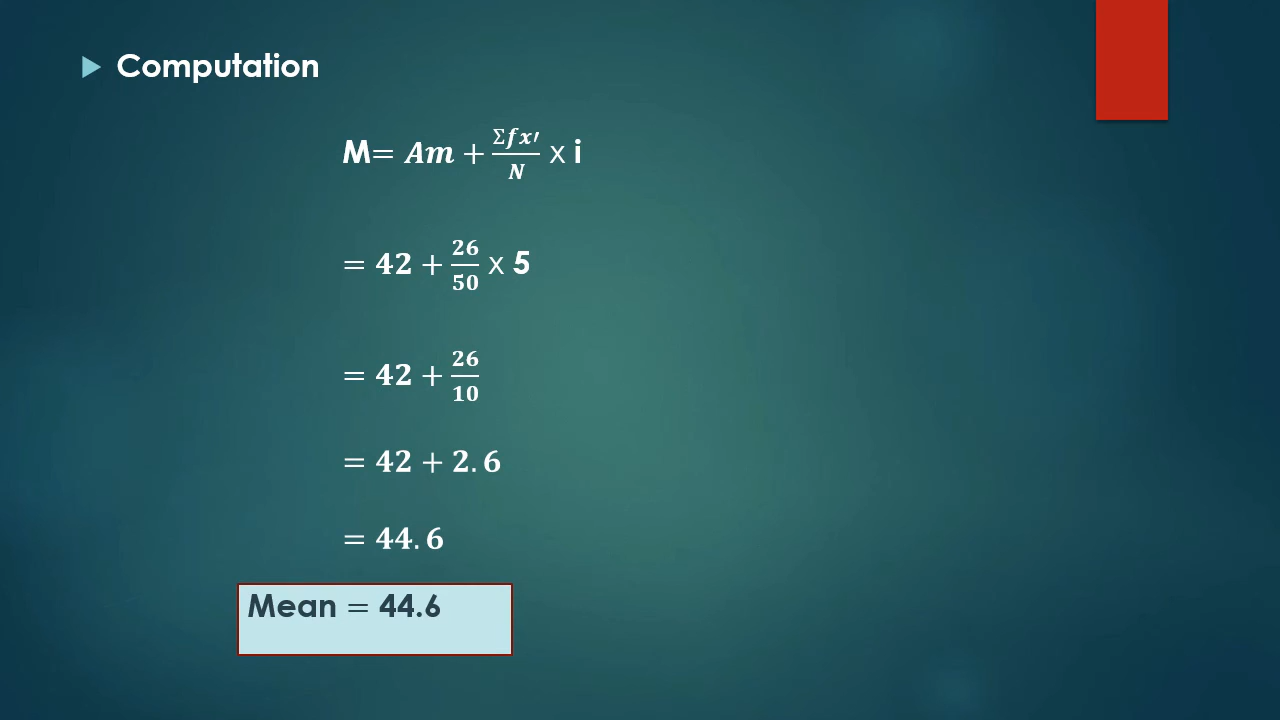 Computation
M= Am + Σfx′/N x i
= 42 + 26/50 x 5
= 42 + 26/10
= 42 + 2.6
= 44.6
Mean = 44.6